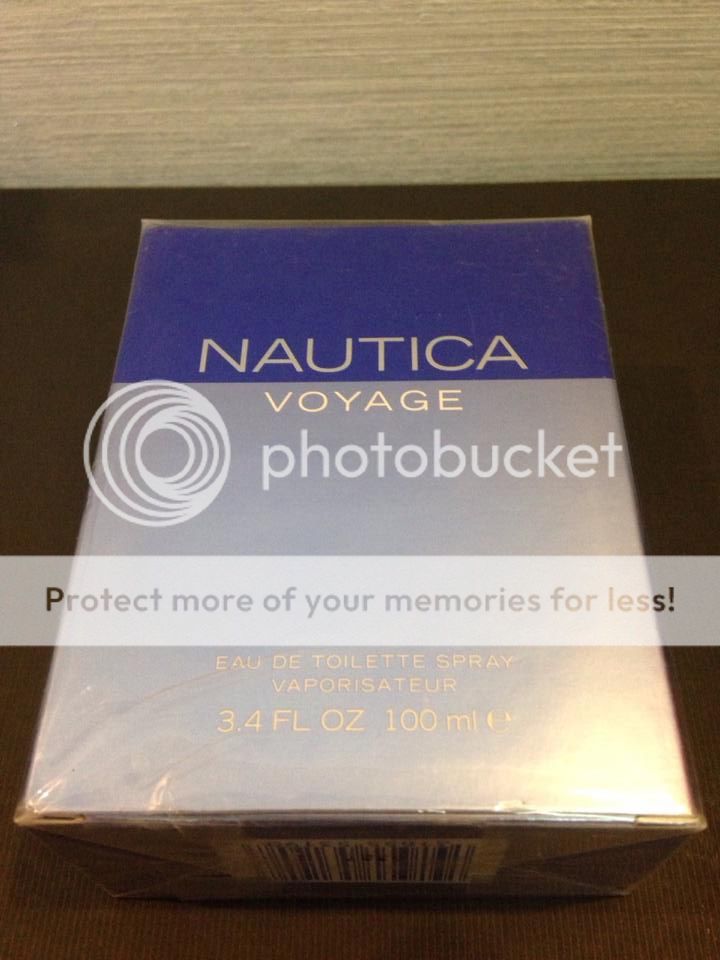 NAUTICA
VOYAGE
photobucket
Protect more of your memories for less!
EAU DE TOILETTE SPRAY
VAPORISATEUR
3.4 FL OZ 100 ml ℮